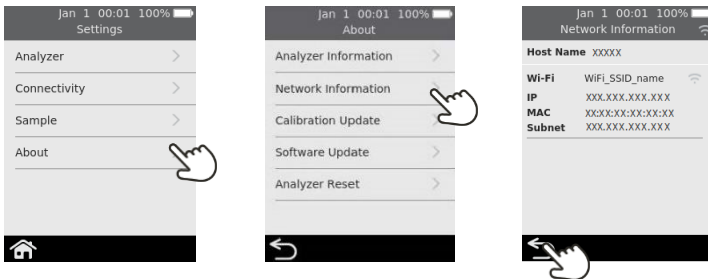 Jan 1 00:01 100%
Settings
Analyzer
Connectivity
Sample
About
Jan 1 00:01 100%
About
Analyzer Information
Network Information
Calibration Update
Software Update
Analyzer Reset
Jan 1 00:01 100%
Network Information
Host Name XXXXX
Wi-Fi WiFi_SSID_name
IP XXX.XXX.XXX.XXX
MAC XX:XX:XX:XX:XX:XX
Subnet XXX.XXX.XXX.XXX